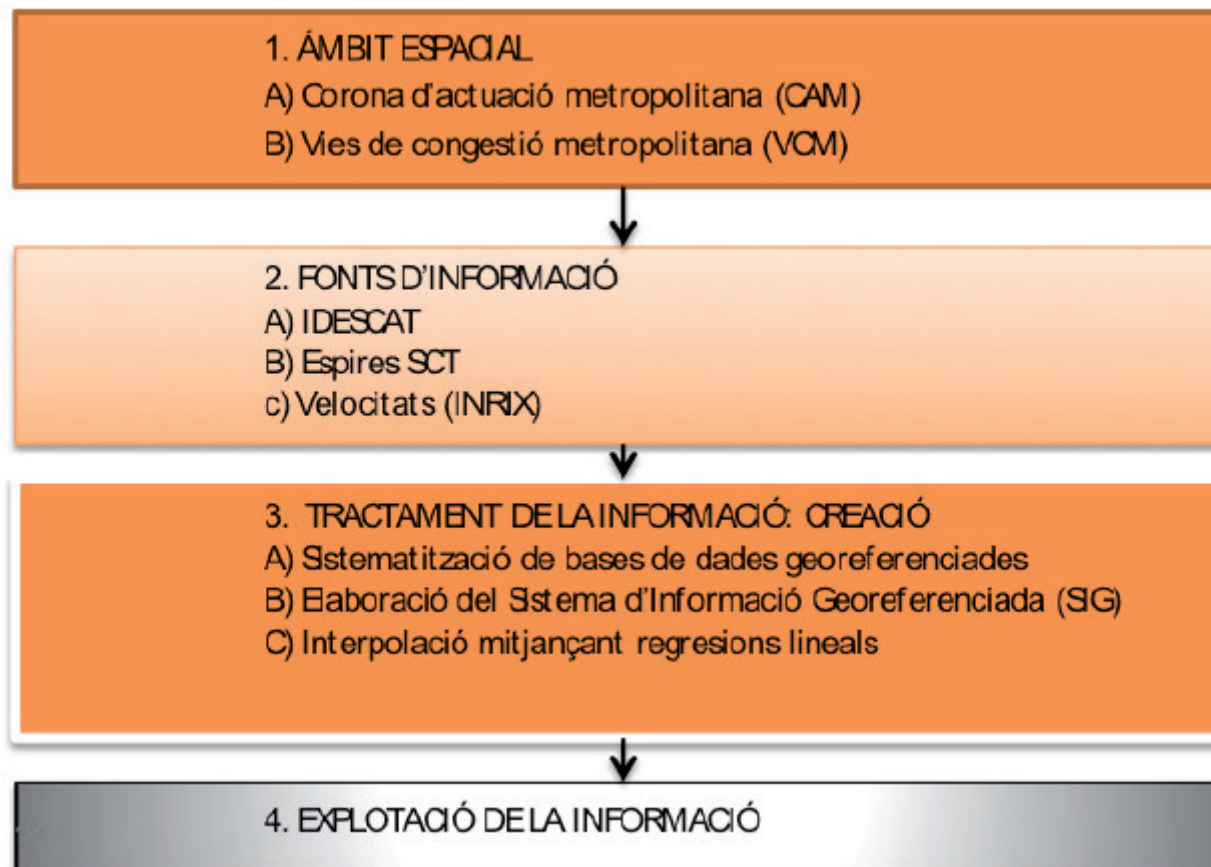 1. ÁMBIT ESPACIAL
A) Corona d'actuació metropolitana (CAM)
B) Vies de congestió metropolitana (VCM)
2. FONTS D'INFORMACIÓ
A) IDESCAT
B) Espires SCT
c) Velocitats (INRIX)
3. TRACTAMENT DE LA INFORMACIÓ: CREACIÓ
A) Sistematització de bases de dades georeferenciades
B) Elaboració del Sistema d'Informació Georeferenciada (SIG)
C) Interpolació mitjançant regresions lineals
4. EXPLOTACIÓ DE LA INFORMACIÓ